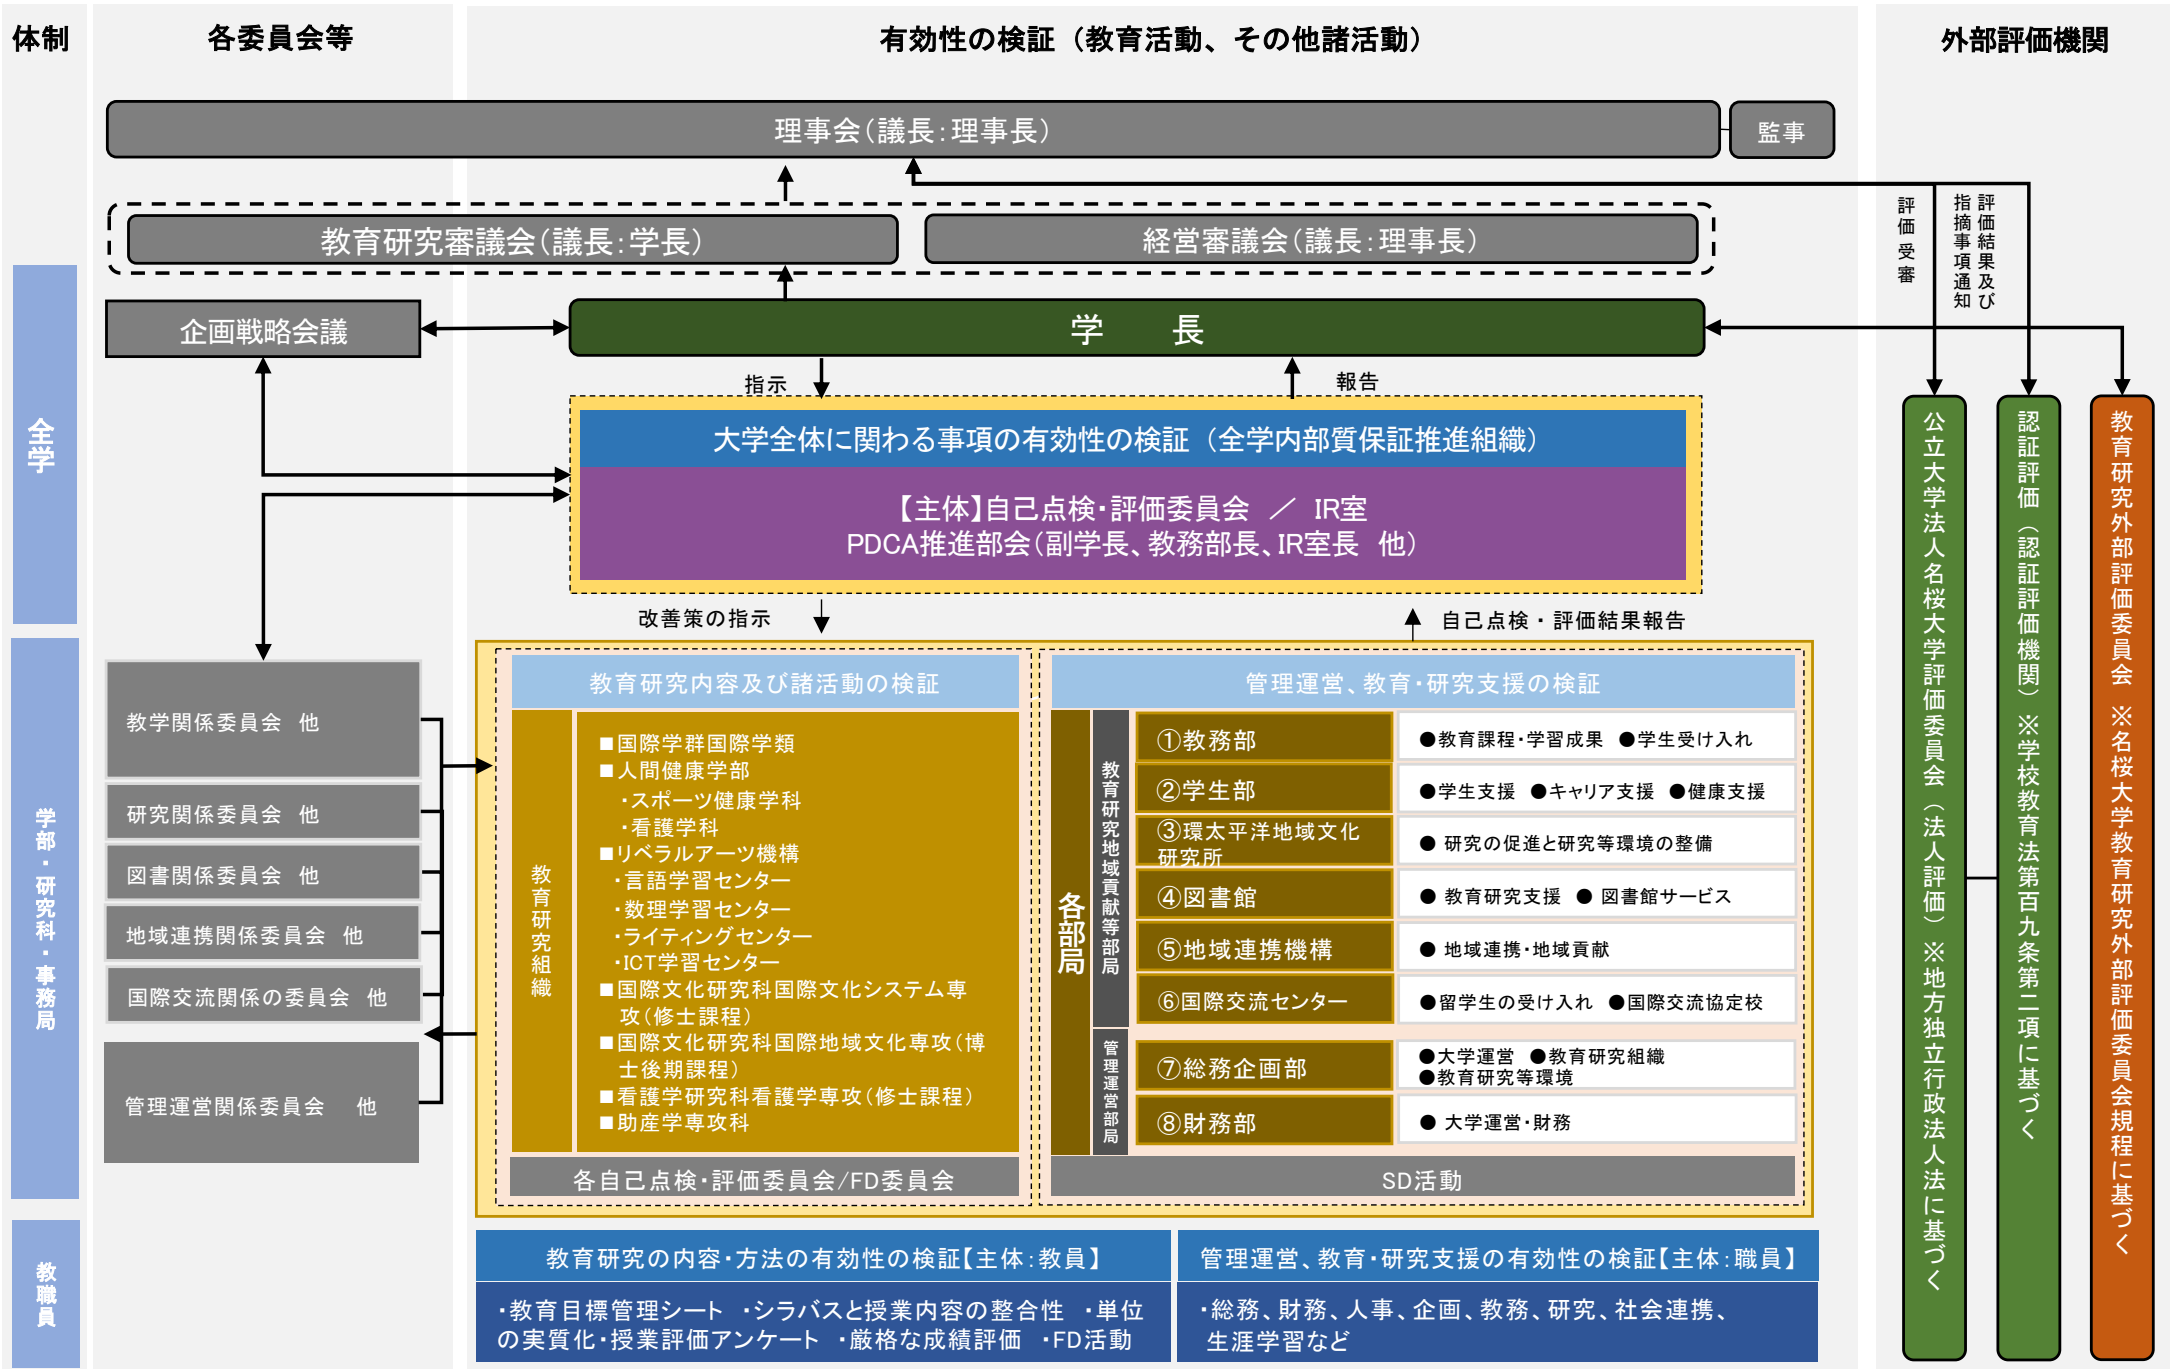 体制
各委員会等
有効性の検証（教育活動、その他諸活動）
外部評価機関
理事会（議長：理事長）
監事
教育研究審議会（議長：学長）
経営審議会（議長：理事長）
評価受審
評価結果及び
指摘事項通知
全学
企画戦略会議
学　長
指示
報告
大学全体に関わる事項の有効性の検証（全学内部質保証推進組織）
【主体】自己点検・評価委員会　／　IR室
PDCA推進部会（副学長、教務部長、IR室長　他）
改善策の指示
自己点検・評価結果報告
学部・研究科・事務局
教学関係委員会　他
研究関係委員会　他
図書関係委員会　他
地域連携関係委員会　他
国際交流関係の委員会　他
管理運営関係委員会　他
教育研究内容及び諸活動の検証
教育研究組織
■国際学群国際学類
■人間健康学部
・スポーツ健康学科
・看護学科
■リベラルアーツ機構
・言語学習センター
・数理学習センター
・ライティングセンター
・ICT学習センター
■国際文化研究科国際文化システム専
攻（修士課程）
■国際文化研究科国際地域文化専攻（博
士後期課程）
■看護学研究科看護学専攻（修士課程）
■助産学専攻科
各自己点検・評価委員会/FD委員会
管理運営、教育・研究支援の検証
各部局
教育研究地域貢献等部局
管理運営部局
①教務部
●教育課程・学習成果　●学生受け入れ
②学生部
●学生支援　●キャリア支援　●健康支援
③環太平洋地域文化
研究所
● 研究の促進と研究等環境の整備
④図書館
● 教育研究支援　● 図書館サービス
⑤地域連携機構
● 地域連携・地域貢献
⑥国際交流センター
●留学生の受け入れ　●国際交流協定校
⑦総務企画部
●大学運営　●教育研究組織
●教育研究等環境
⑧財務部
● 大学運営・財務
SD活動
教職員
教育研究の内容・方法の有効性の検証【主体：教員】
・教育目標管理シート　・シラバスと授業内容の整合性　・単位
の実質化・授業評価アンケート　・厳格な成績評価　・FD活動
管理運営、教育・研究支援の有効性の検証【主体：職員】
・総務、財務、人事、企画、教務、研究、社会連携、
生涯学習など
公立大学法人名桜大学評価委員会（法人評価）※地方独立行政法人法に基づく
認証評価（認証評価機関）※学校教育法第百九条第二項に基づく
教育研究外部評価委員会　※名桜大学教育研究外部評価委員会規程に基づく